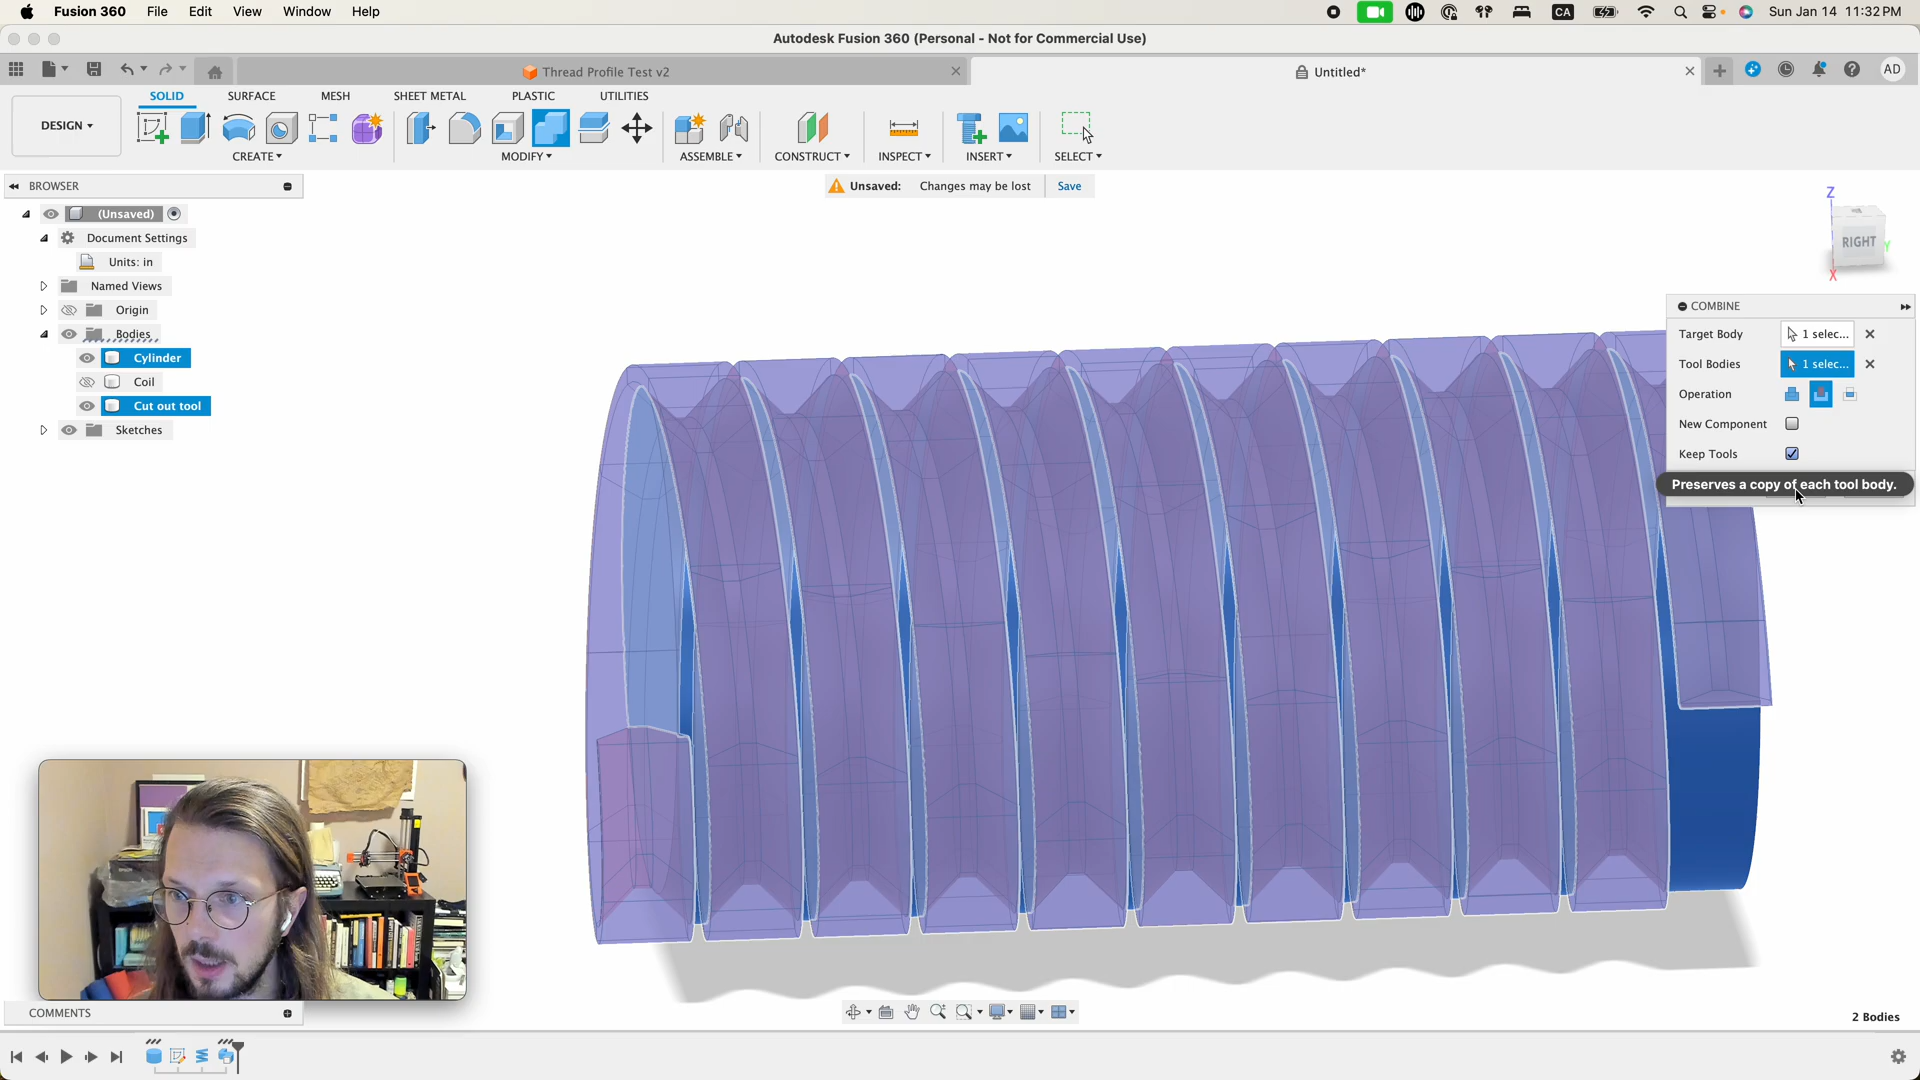 Fusion 360 File Edit View Window Help
CA Sun Jan 14 11:32 PM
Autodesk Fusion 360 (Personal - Not for Commercial Use)
Thread Profile Test v2
Untitled*
AD
DESIGN
SOLID SURFACE MESH SHEET METAL PLASTIC UTILITIES
CREATE MODIFY ASSEMBLE CONSTRUCT INSPECT INSERT SELECT
BROWSER
Unsaved: Changes may be lost Save
(Unsaved)
Document Settings
Units: in
Named Views
Origin
Bodies
Cylinder
Coil
Cut out tool
Sketches
Z
RIGHT
Y
X
COMBINE
Target Body 1 selec...
Tool Bodies 1 selec...
Operation
New Component
Keep Tools
Preserves a copy of each tool body.
COMMENTS
2 Bodies